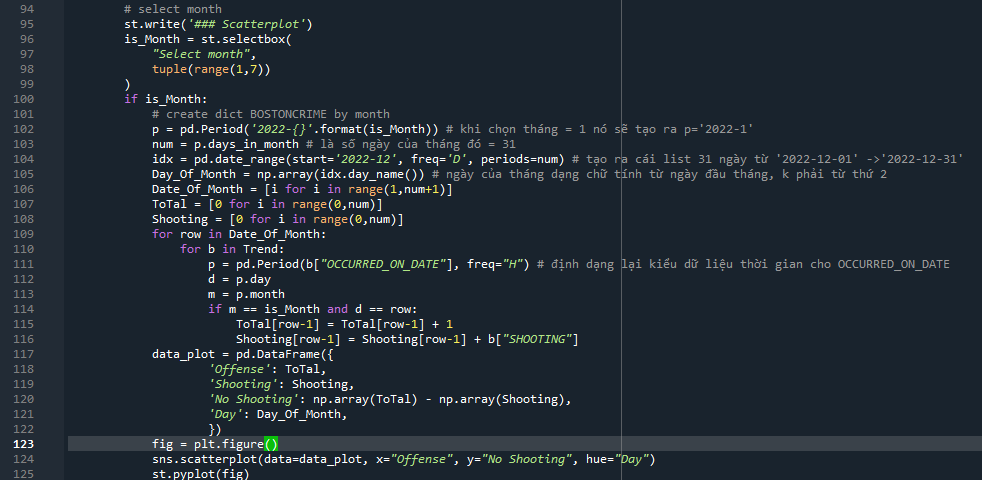 94 # select month
95 st.write('### Scatterplot')
96 is_Month = st.selectbox(
97 "Select month",
98 tuple(range(1,7))
99 )
100 if is_Month:
101 # create dict BOSTONCRIME by month
102 p = pd.Period('2022-{}'.format(is_Month)) # khi chọn tháng = 1 nó sẽ tạo ra p='2022-1'
103 num = p.days_in_month # là số ngày của tháng đó = 31
104 idx = pd.date_range(start='2022-12', freq='D', periods=num) # tạo ra cái list 31 ngày từ '2022-12-01' ->'2022-12-31'
105 Day_Of_Month = np.array(idx.day_name()) # ngày của tháng dạng chữ tính từ ngày đầu tháng, k phải từ thứ 2
106 Date_Of_Month = [i for i in range(1,num+1)]
107 ToTal = [0 for i in range(0,num)]
108 Shooting = [0 for i in range(0,num)]
109 for row in Date_Of_Month:
110 for b in Trend:
111 p = pd.Period(b["OCCURRED_ON_DATE"], freq="H") # định dạng lại kiểu dữ liệu thời gian cho OCCURRED_ON_DATE
112 d = p.day
113 m = p.month
114 if m == is_Month and d == row:
115 ToTal[row-1] = ToTal[row-1] + 1
116 Shooting[row-1] = Shooting[row-1] + b["SHOOTING"]
117 data_plot = pd.DataFrame({
118 'Offense': ToTal,
119 'Shooting': Shooting,
120 'No Shooting': np.array(ToTal) - np.array(Shooting),
121 'Day': Day_Of_Month,
122 })
123 fig = plt.figure()
124 sns.scatterplot(data=data_plot, x="Offense", y="No Shooting", hue="Day")
125 st.pyplot(fig)